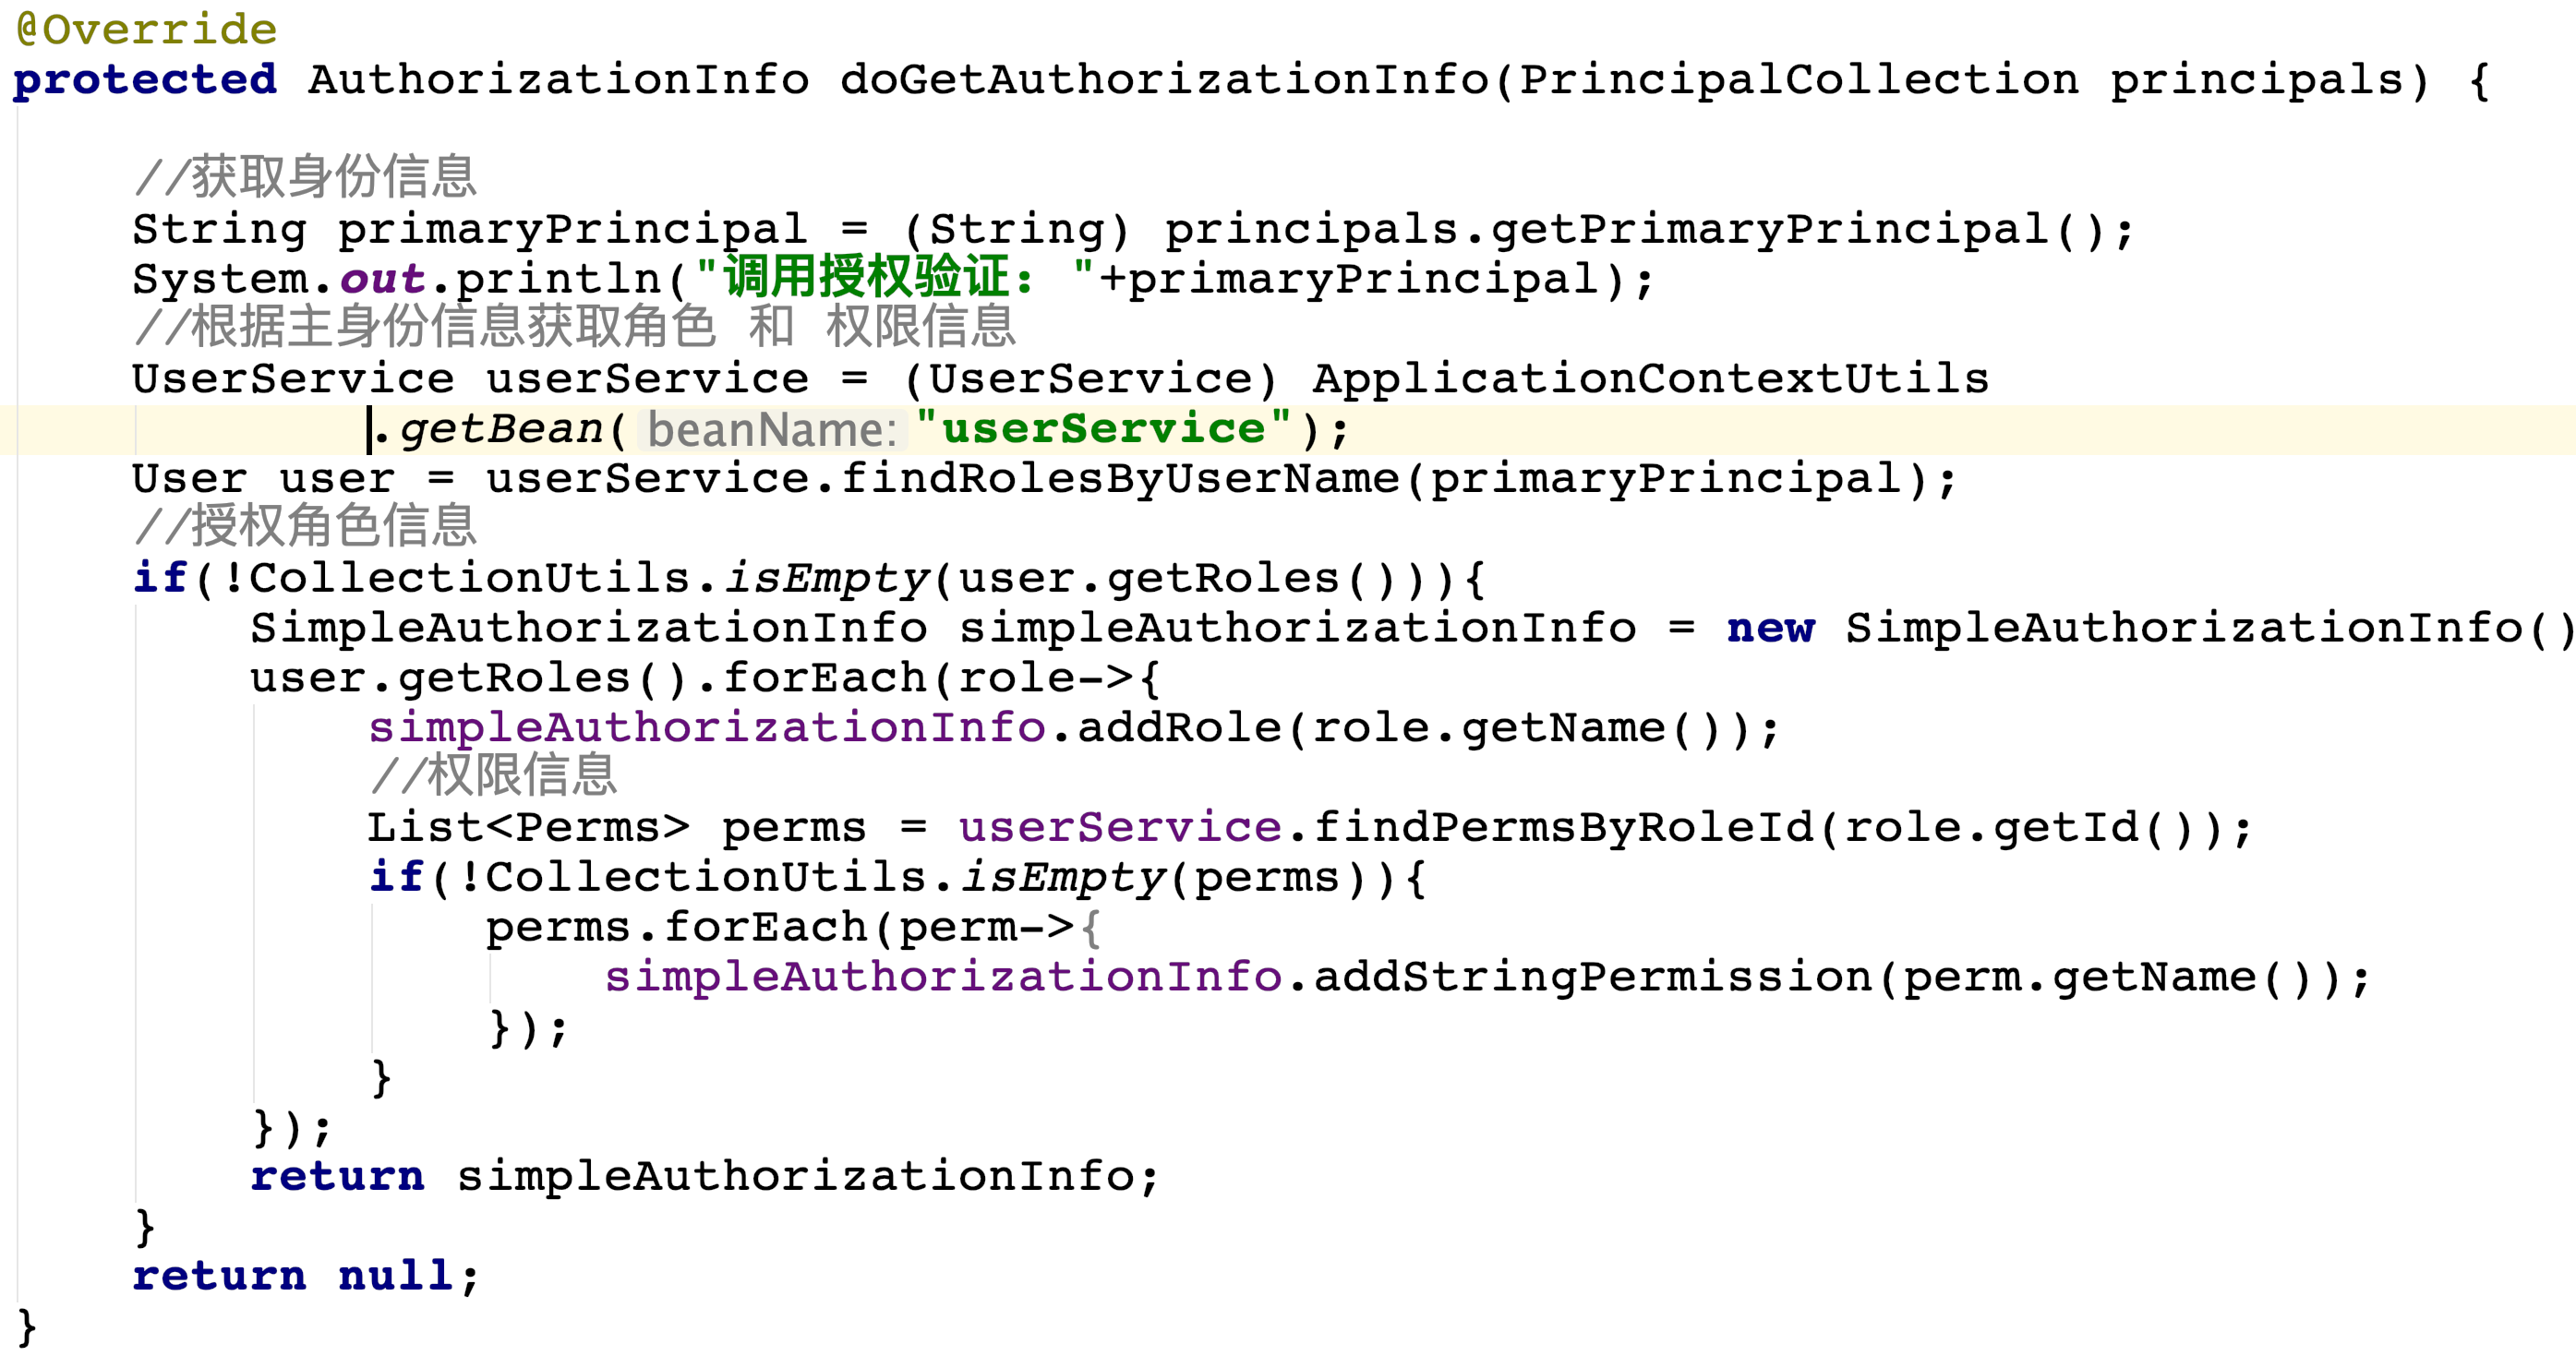 @Override
protected AuthorizationInfo doGetAuthorizationInfo(PrincipalCollection principals) {
//获取身份信息
String primaryPrincipal = (String) principals.getPrimaryPrincipal();
System.out.println("调用授权验证: "+primaryPrincipal);
//根据主身份信息获取角色 和 权限信息
UserService userService = (UserService) ApplicationContextUtils
.getBean( beanName: "userService");
User user = userService.findRolesByUserName(primaryPrincipal);
//授权角色信息
if(!CollectionUtils.isEmpty(user.getRoles())){
SimpleAuthorizationInfo simpleAuthorizationInfo = new SimpleAuthorizationInfo()
user.getRoles().forEach(role->{
simpleAuthorizationInfo.addRole(role.getName());
//权限信息
List<Perms> perms = userService.findPermsByRoleId(role.getId());
if(!CollectionUtils.isEmpty(perms)){
perms.forEach(perm->{
simpleAuthorizationInfo.addStringPermission(perm.getName());
});
}
});
return simpleAuthorizationInfo;
}
return null;
}